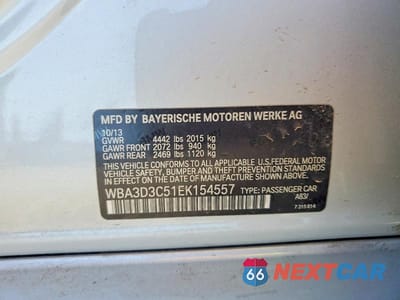 MFD BY BAYERISCHE MOTOREN WERKE AG
10/13
GVWR 4442 lbs 2015 kg
GAWR FRONT 2072 lbs 940 kg
GAWR REAR 2469 lbs 1120 kg
THIS VEHICLE CONFORMS TO ALL APPLICABLE U.S.FEDERAL MOTOR
VEHICLE SAFETY, BUMPER AND THEFT PREVENTION STANDARDS IN
EFFECT ON THE DATE OF MANUFACTURE SHOWN ABOVE.
WBA3D3C51EK154557 TYPE: PASSENGER CAR
A83/
66 NEXTCAR